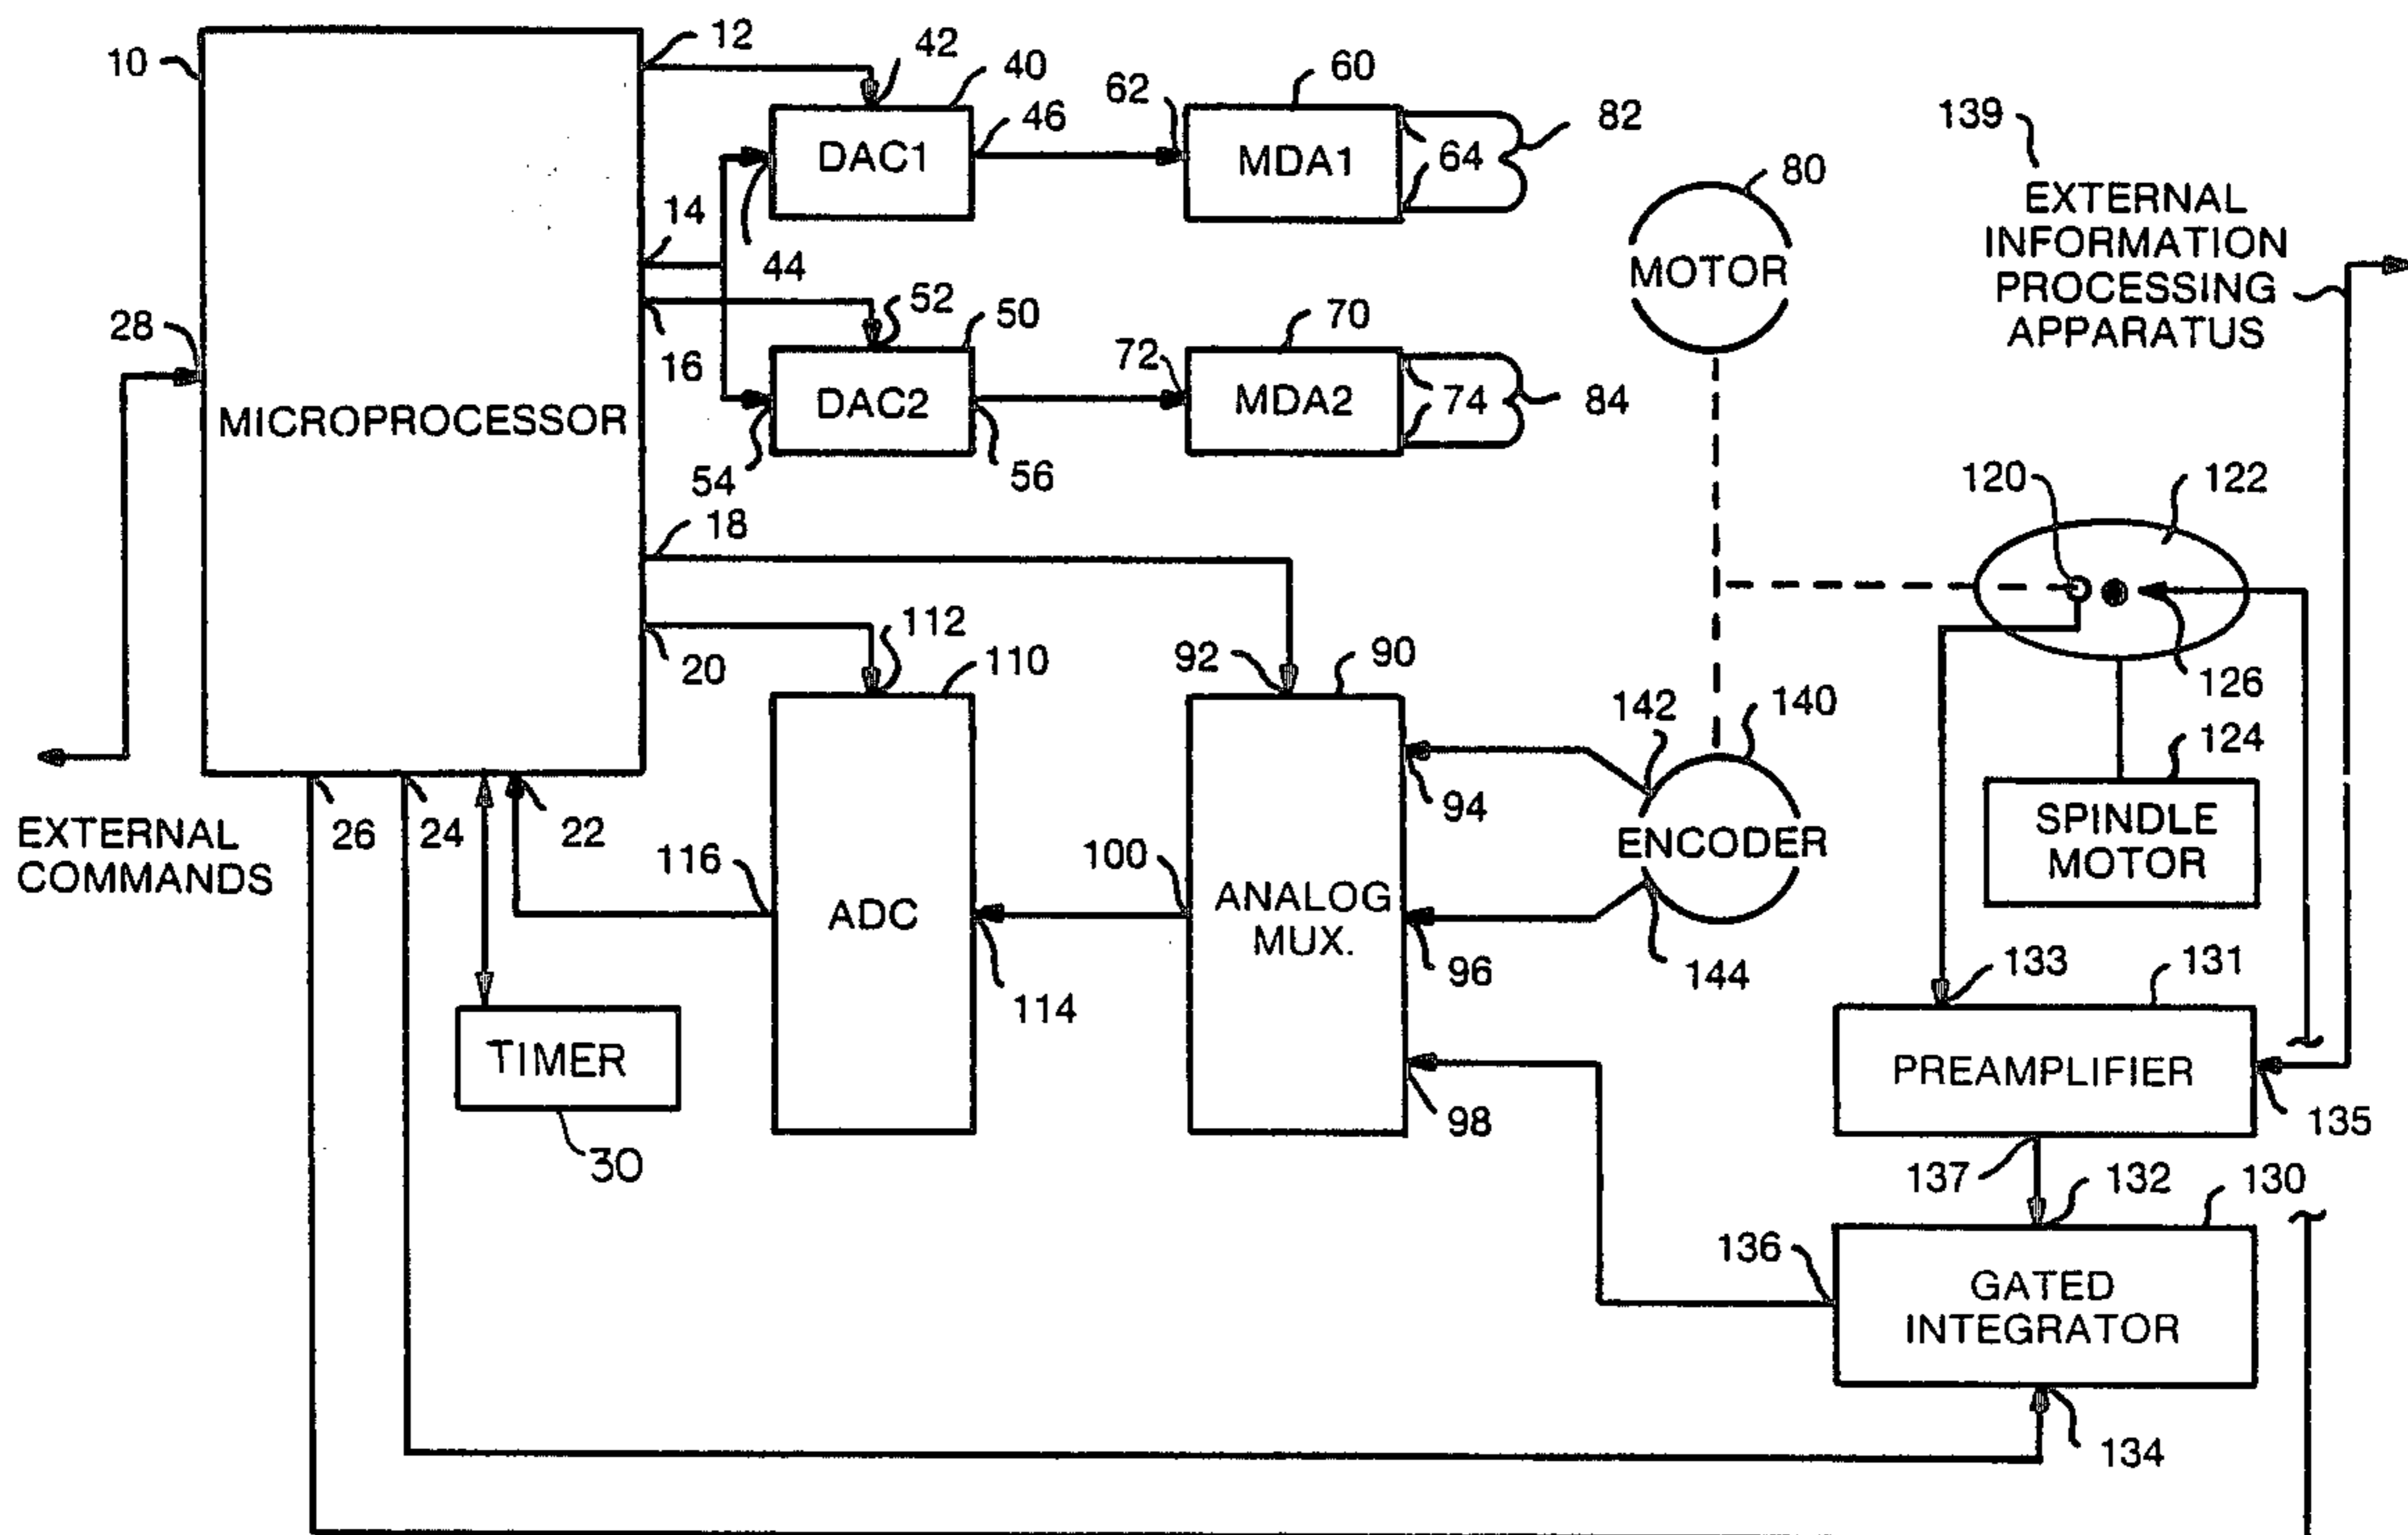 10
12
42
40
46
62
60
82
139
DAC1
MDA1
64
80
EXTERNAL
INFORMATION
PROCESSING
APPARATUS
14
44
MOTOR
28
52
50
70
16
72
MICROPROCESSOR
DAC2
MDA2
74
84
54
56
120
122
18
112
20
110
92
90
126
142
140
124
94
EXTERNAL
COMMANDS
26
24
22
116
100
ENCODER
SPINDLE
MOTOR
ADC
ANALOG
MUX.
96
144
133
131
114
TIMER
PREAMPLIFIER
98
135
30
137
132
130
136
GATED
INTEGRATOR
134